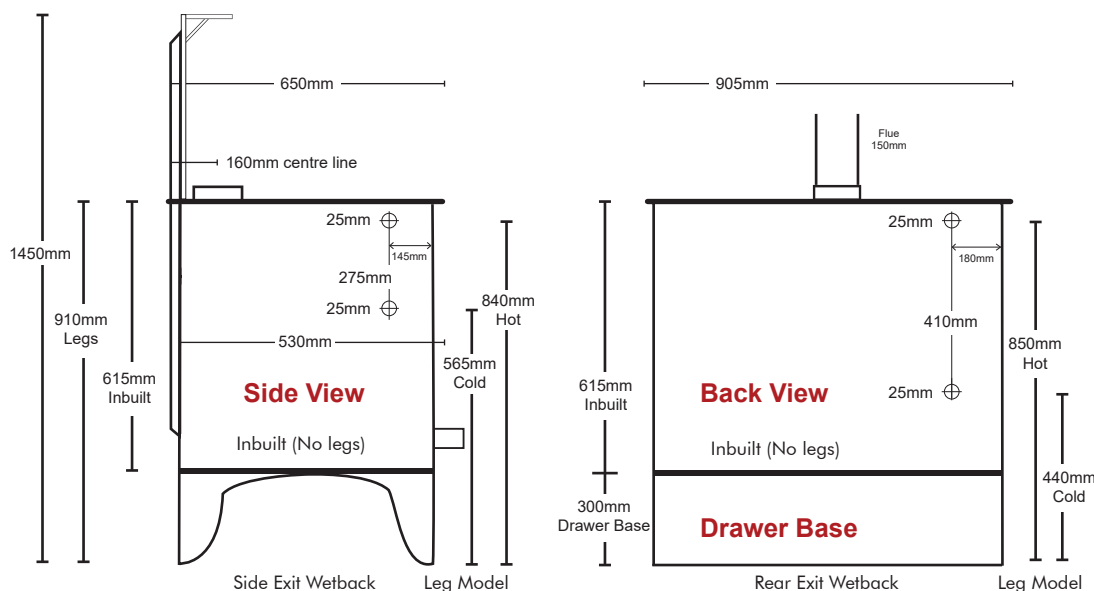 650mm
160mm centre line
1450mm
910mm
Legs
615mm
Inbuilt
25mm
145mm
275mm
25mm
840mm
Hot
530mm
565mm
Cold
Side View
Inbuilt (No legs)
Side Exit Wetback
Leg Model
905mm
Flue
150mm
25mm
180mm
410mm
850mm
Hot
615mm
Inbuilt
25mm
Back View
Inbuilt (No legs)
440mm
Cold
300mm
Drawer Base
Drawer Base
Rear Exit Wetback
Leg Model